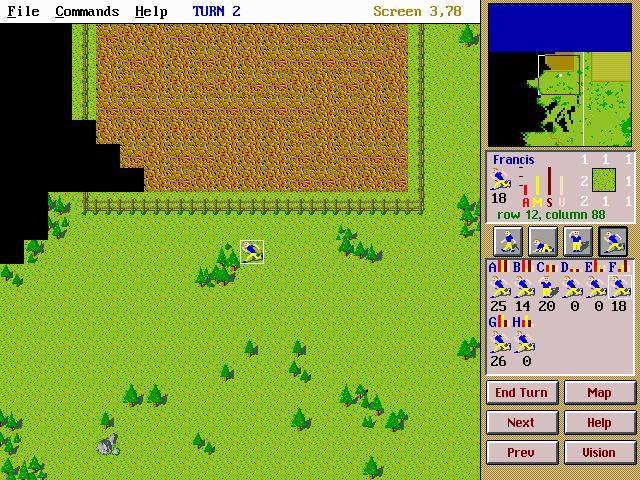 File Commands Help TURN 2 Screen 3,78
Francis 1 1 1
2 1
18 A M S U 2 1 1
row 12, column 88
A B C D E F
25 14 20 0 0 18
G H
26 0
End Turn Map
Next Help
Prev Vision